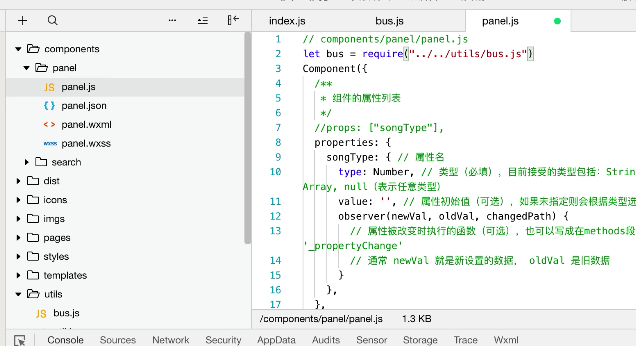 index.js bus.js panel.js
components
panel
JS panel.js
{ } panel.json
< > panel.wxml
wxss panel.wxss
search
dist
icons
imgs
pages
styles
templates
utils
JS bus.js
1 // components/panel/panel.js
2 let bus = require("../../utils/bus.js")
3 Component({
4 /**
5 * 组件的属性列表
6 */
7 //props: ["songType"],
8 properties: {
9 songType: { // 属性名
10 type: Number, // 类型（必填），目前接受的类型包括：Strin
Array, null（表示任意类型）
11 value: '', // 属性初始值（可选），如果未指定则会根据类型选
12 observer(newVal, oldVal, changedPath) {
13 // 属性被改变时执行的函数（可选），也可以写成在methods段
'_propertyChange'
14 // 通常 newVal 就是新设置的数据， oldVal 是旧数据
15 }
16 },
17 },
/components/panel/panel.js 1.3 KB
Console Sources Network Security AppData Audits Sensor Storage Trace Wxml